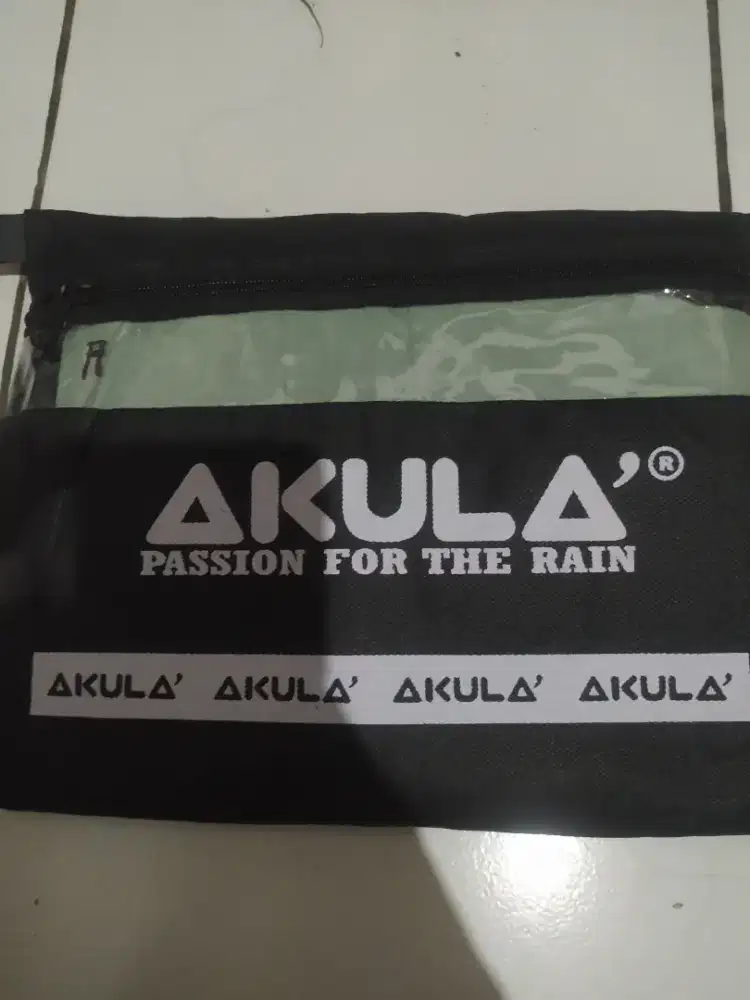 A
AKULA'®
PASSION FOR THE RAIN
AKULA' AKULA' AKULA' AKULA'